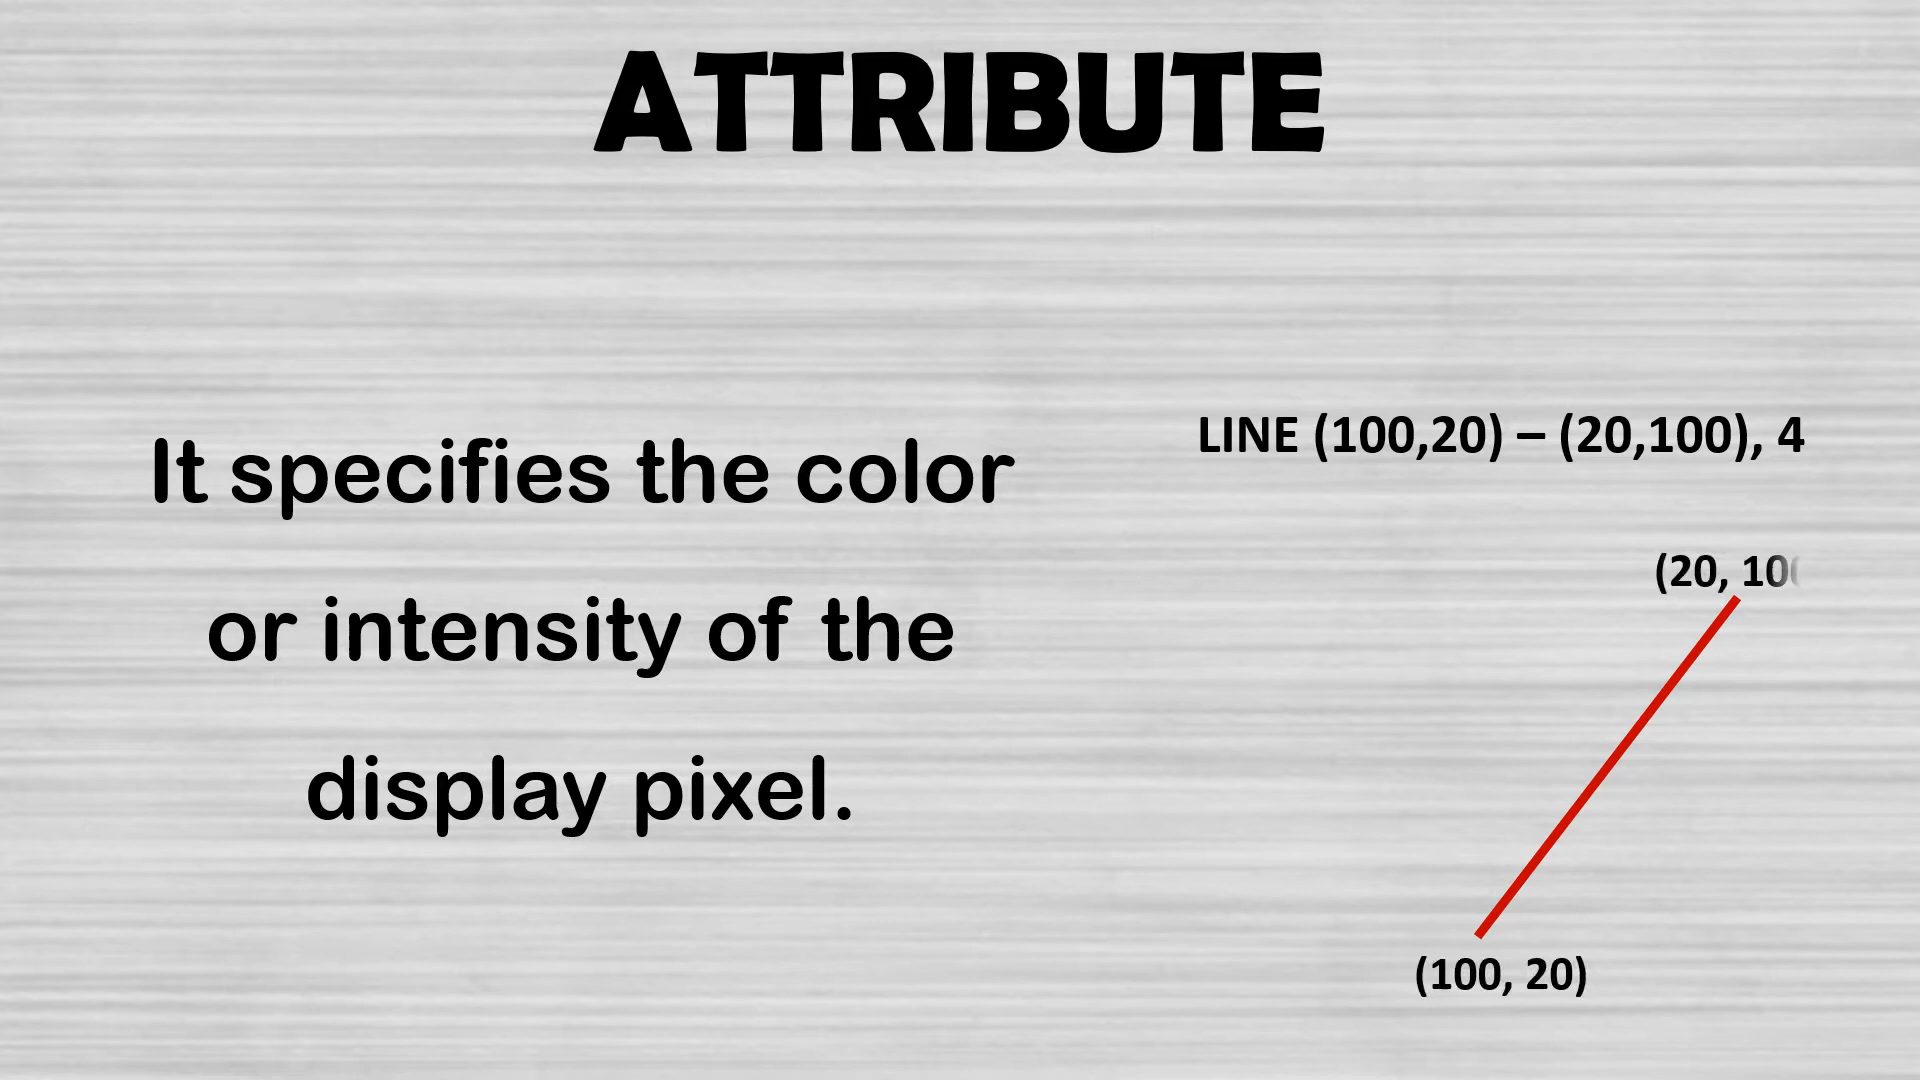 ATTRIBUTE
It specifies the color
or intensity of the
display pixel.
LINE (100,20) – (20,100), 4
(20, 10
(100, 20)